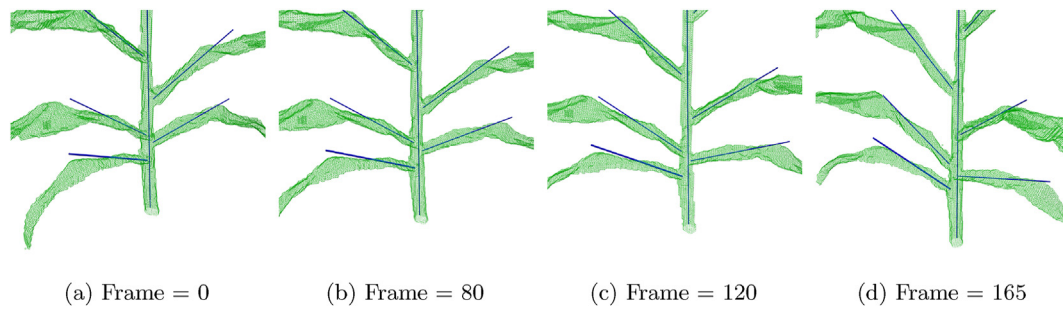 (a) Frame = 0
(b) Frame = 80
(c) Frame = 120
(d) Frame = 165